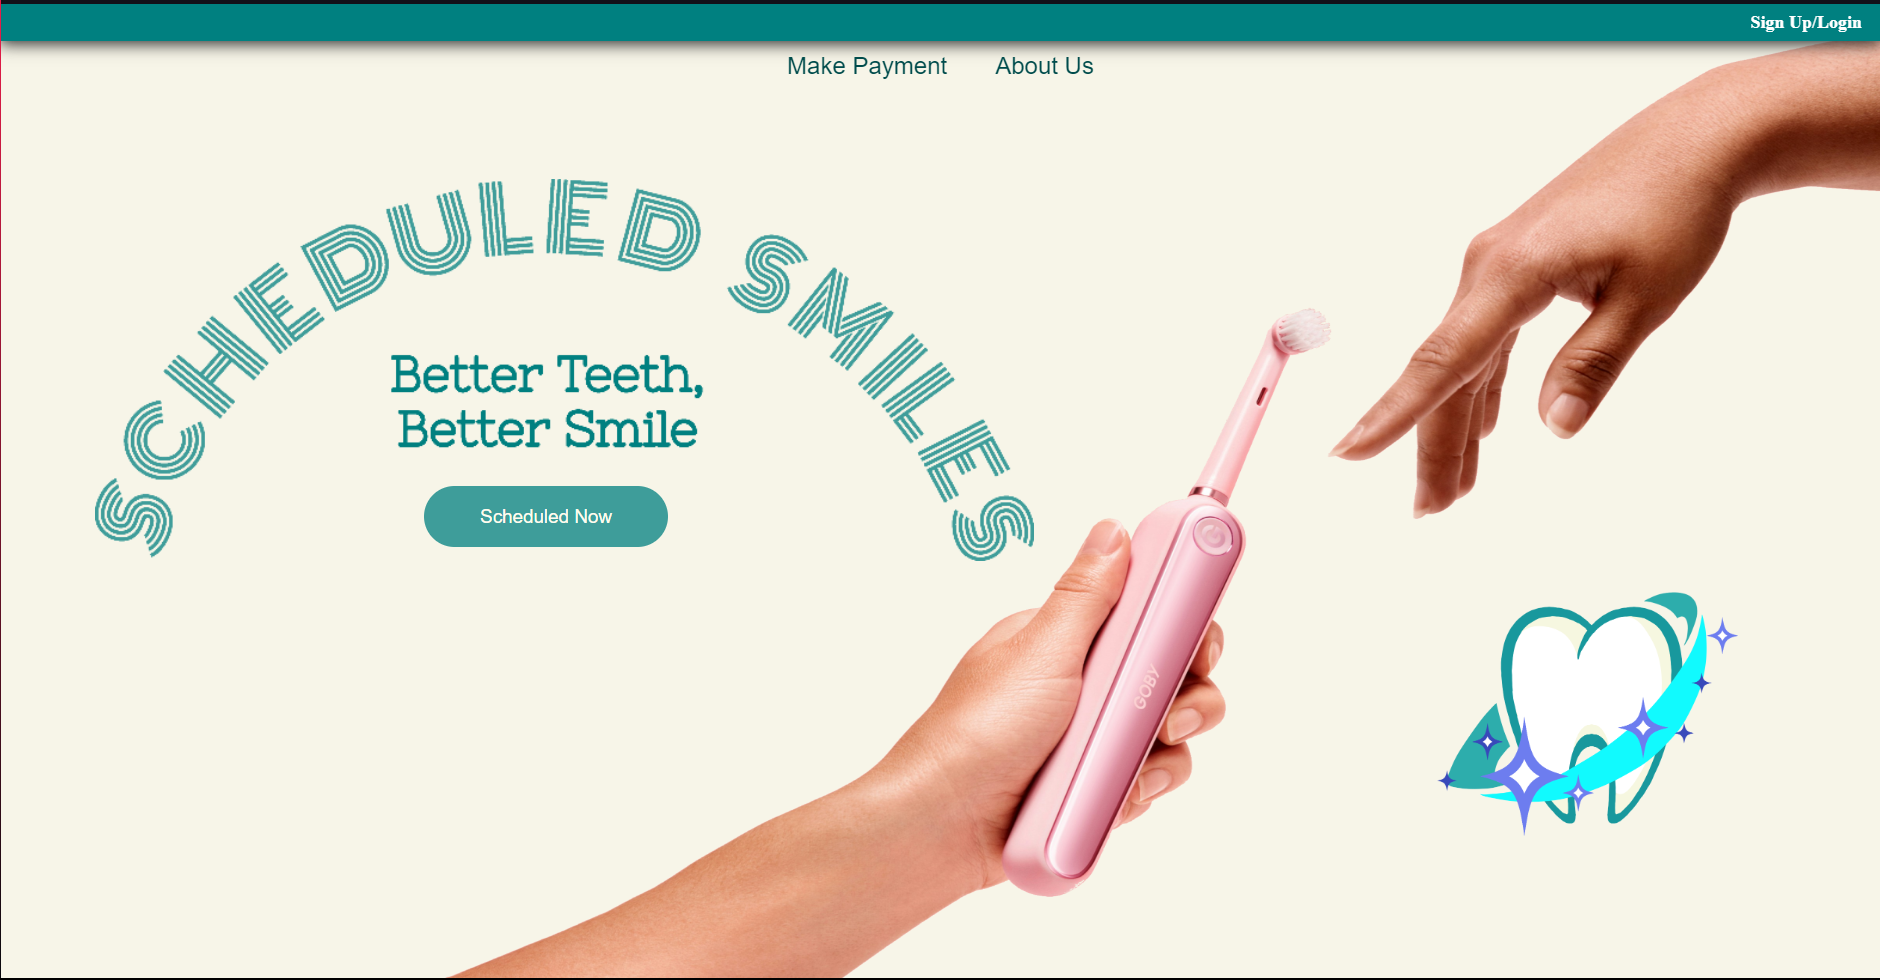 Sign Up/Login
Make Payment About Us
SCHEDULED SMILES
Better Teeth,
Better Smile
Scheduled Now
GOBY